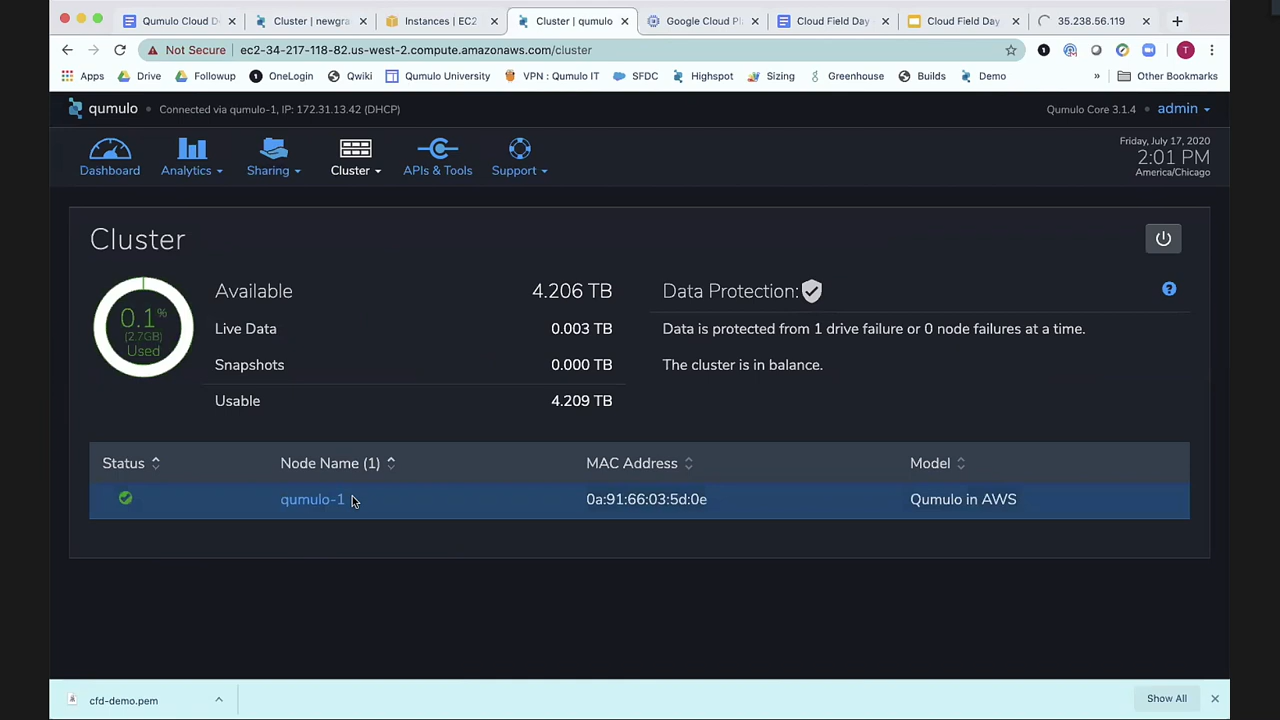 Qumulo Cloud D
Cluster | newgra
Instances | EC2
Cluster | qumulo
Google Cloud Pl
Cloud Field Day
Cloud Field Day
35.238.56.119
Not Secure | ec2-34-217-118-82.us-west-2.compute.amazonaws.com/cluster
T
Apps Drive Followup OneLogin Qwiki Qumulo University VPN : Qumulo IT SFDC Highspot Sizing Greenhouse Builds Demo » Other Bookmarks
qumulo • Connected via qumulo-1, IP: 172.31.13.42 (DHCP) Qumulo Core 3.1.4 • admin
Dashboard Analytics Sharing Cluster APIs & Tools Support
Friday, July 17, 2020
2:01 PM
America/Chicago
Cluster
0.1%
(2.7GB)
Used
Available 4.206 TB
Live Data 0.003 TB
Snapshots 0.000 TB
Usable 4.209 TB
Data Protection:
Data is protected from 1 drive failure or 0 node failures at a time.
The cluster is in balance.
Status Node Name (1) MAC Address Model
qumulo-1 0a:91:66:03:5d:0e Qumulo in AWS
cfd-demo.pem Show All